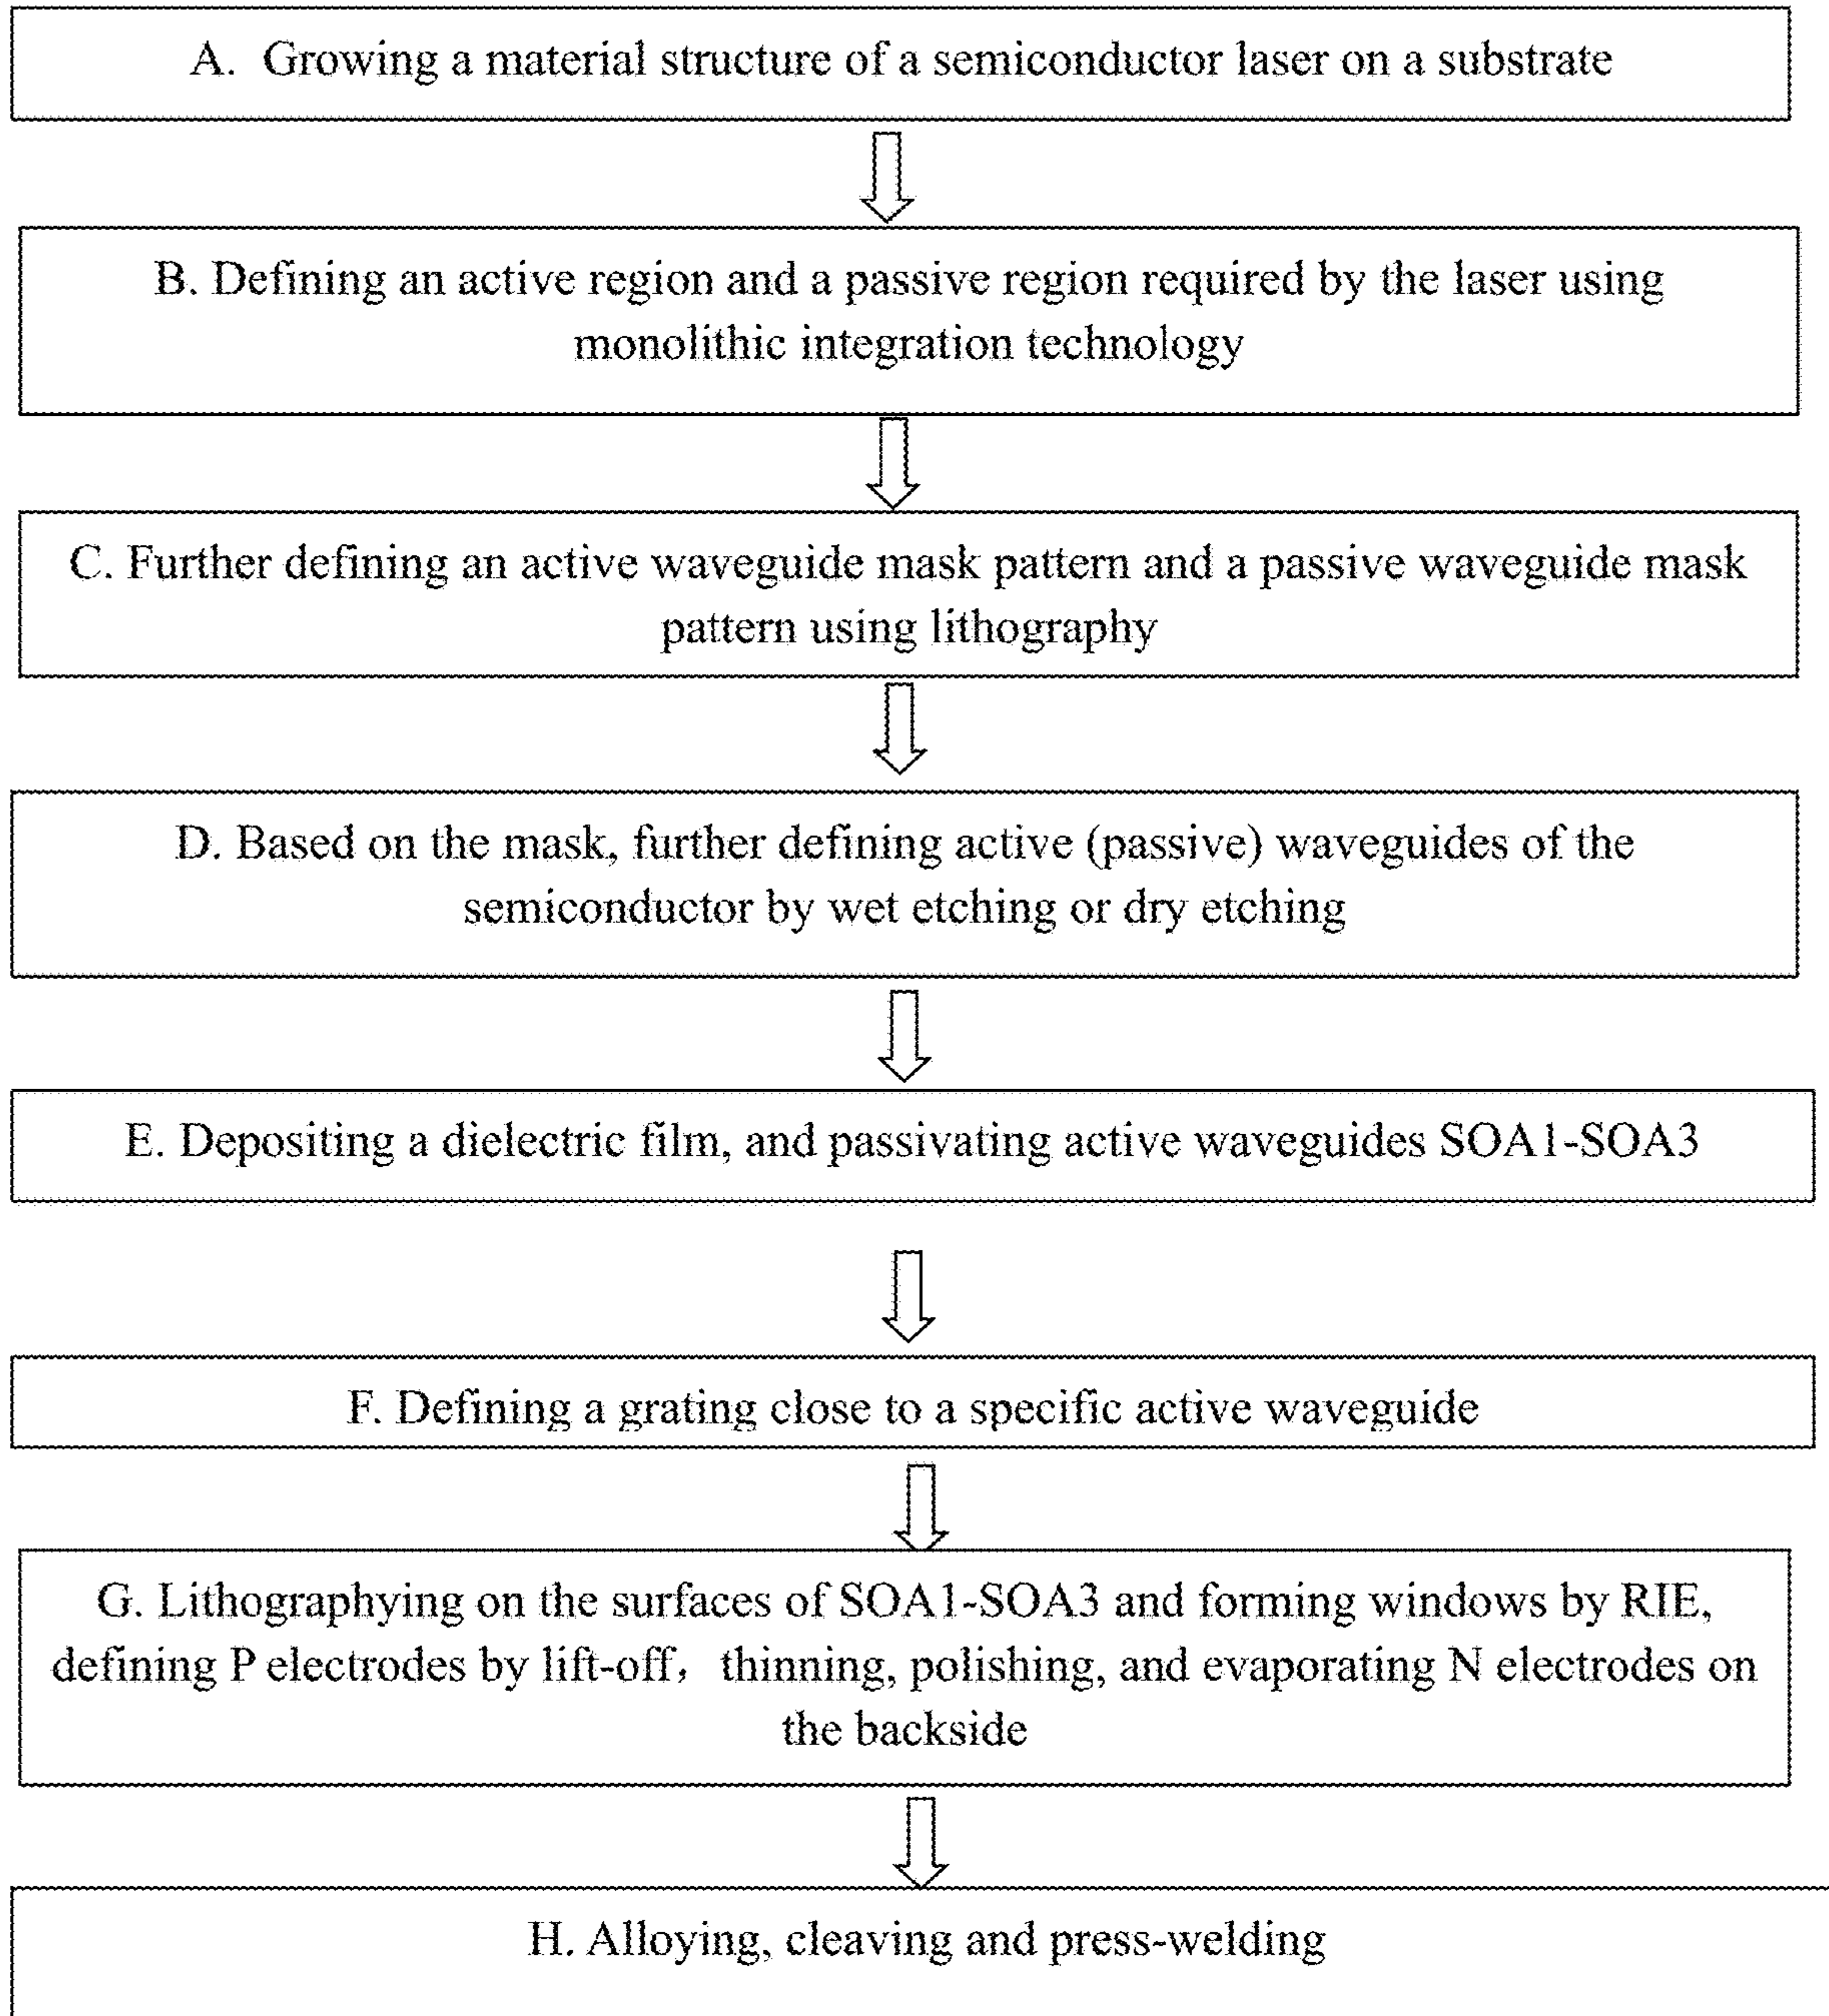 A. Growing a material structure of a semiconductor laser on a substrate
B. Defining an active region and a passive region required by the laser using
monolithic integration technology
C. Further defining an active waveguide mask pattern and a passive waveguide mask
pattern using lithography
D. Based on the mask, further defining active (passive) waveguides of the
semiconductor by wet etching or dry etching
E. Depositing a dielectric film, and passivating active waveguides SOA1-SOA3
F. Defining a grating close to a specific active waveguide
G. Lithographying on the surfaces of SOA1-SOA3 and forming windows by RIE,
defining P electrodes by lift-off, thinning, polishing, and evaporating N electrodes on
the backside
H. Alloying, cleaving and press-welding